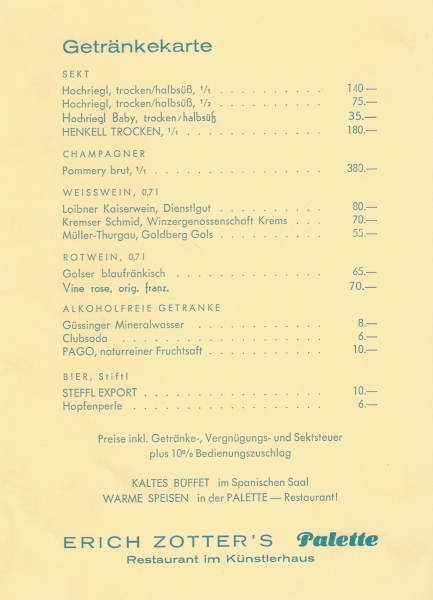 Getränkekarte
SEKT
Hochriegl, trocken/halbsüß, 1/1 . . . . . . . . . . 140.—
Hochriegl, trocken/halbsüß, 1/2 . . . . . . . . . . 75.—
Hochriegl Baby, trocken/halbsüß 35.—
HENKELL TROCKEN, 1/1 . . . . . . . . . . . . . 180.—
CHAMPAGNER
Pommery brut, 1/1 . . . . . . . . . . . . . . . . 380.—
WEISSWEIN, 0,7 l
Loibner Kaiserwein, Dienstlgut . . . . . . . . . . 80.—
Kremser Schmid, Winzergenossenschaft Krems . . . 70.—
Müller-Thurgau, Goldberg Gols . . . . . . . . . . 55.—
ROTWEIN, 0,7 l
Golser blaufränkisch . . . . . . . . . . . . . 65.—
Vine rose, orig. franz. 70.—
ALKOHOLFREIE GETRÄNKE
Güssinger Mineralwasser . . . . . . . . . . . . 8.—
Clubsoda . . . . . . . . . . . . . . . . . . 6.—
PAGO, naturreiner Fruchtsaft . . . . . . . . . . . 10.—
BIER, Stiftl
STEFFL EXPORT . . . . . . . . . . . . . . . . 10.—
Hopfenperle . . . . . . . . . . . . . . . . . 6.—
Preise inkl. Getränke-, Vergnügungs- und Sektsteuer
plus 10% Bedienungszuschlag
KALTES BÜFFET im Spanischen Saal
WARME SPEISEN in der PALETTE — Restaurant!
ERICH ZOTTER'S Palette
Restaurant im Künstlerhaus